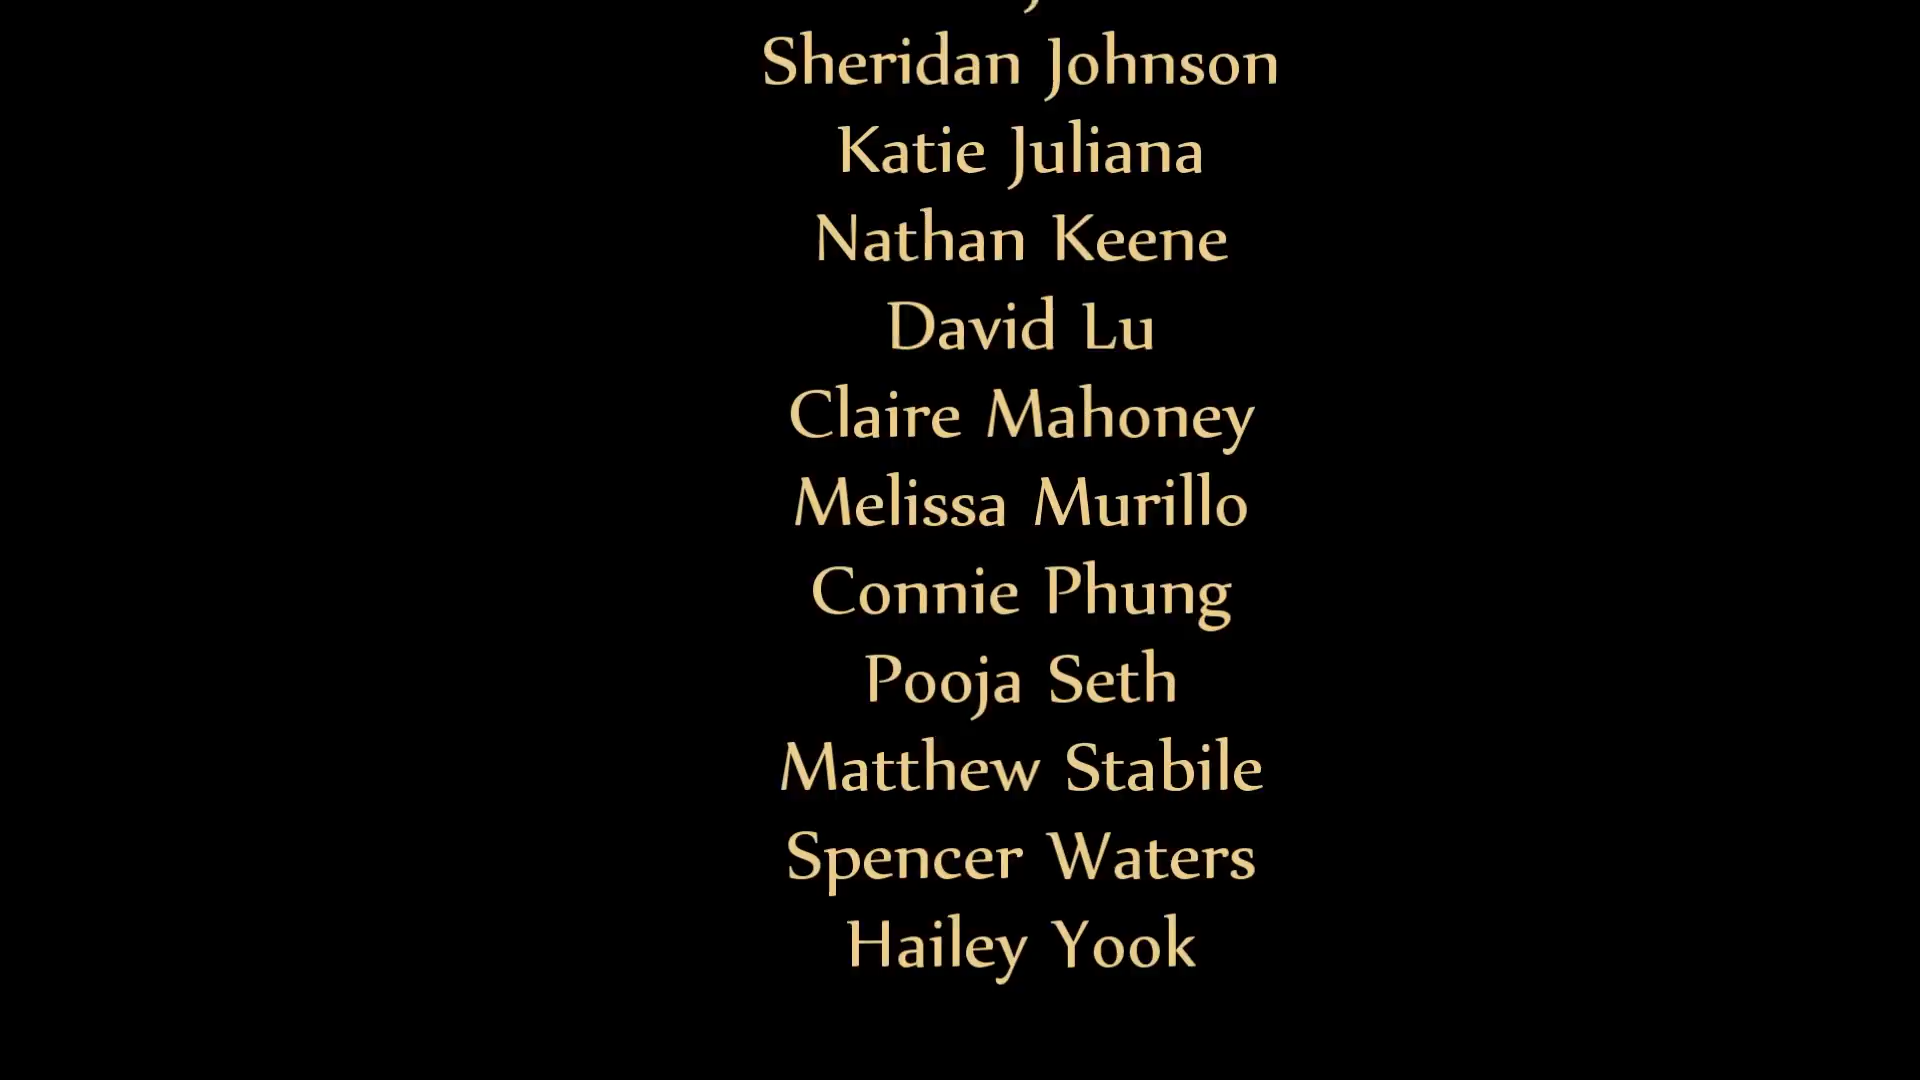 Sheridan Johnson
Katie Juliana
Nathan Keene
David Lu
Claire Mahoney
Melissa Murillo
Connie Phung
Pooja Seth
Matthew Stabile
Spencer Waters
Hailey Yook